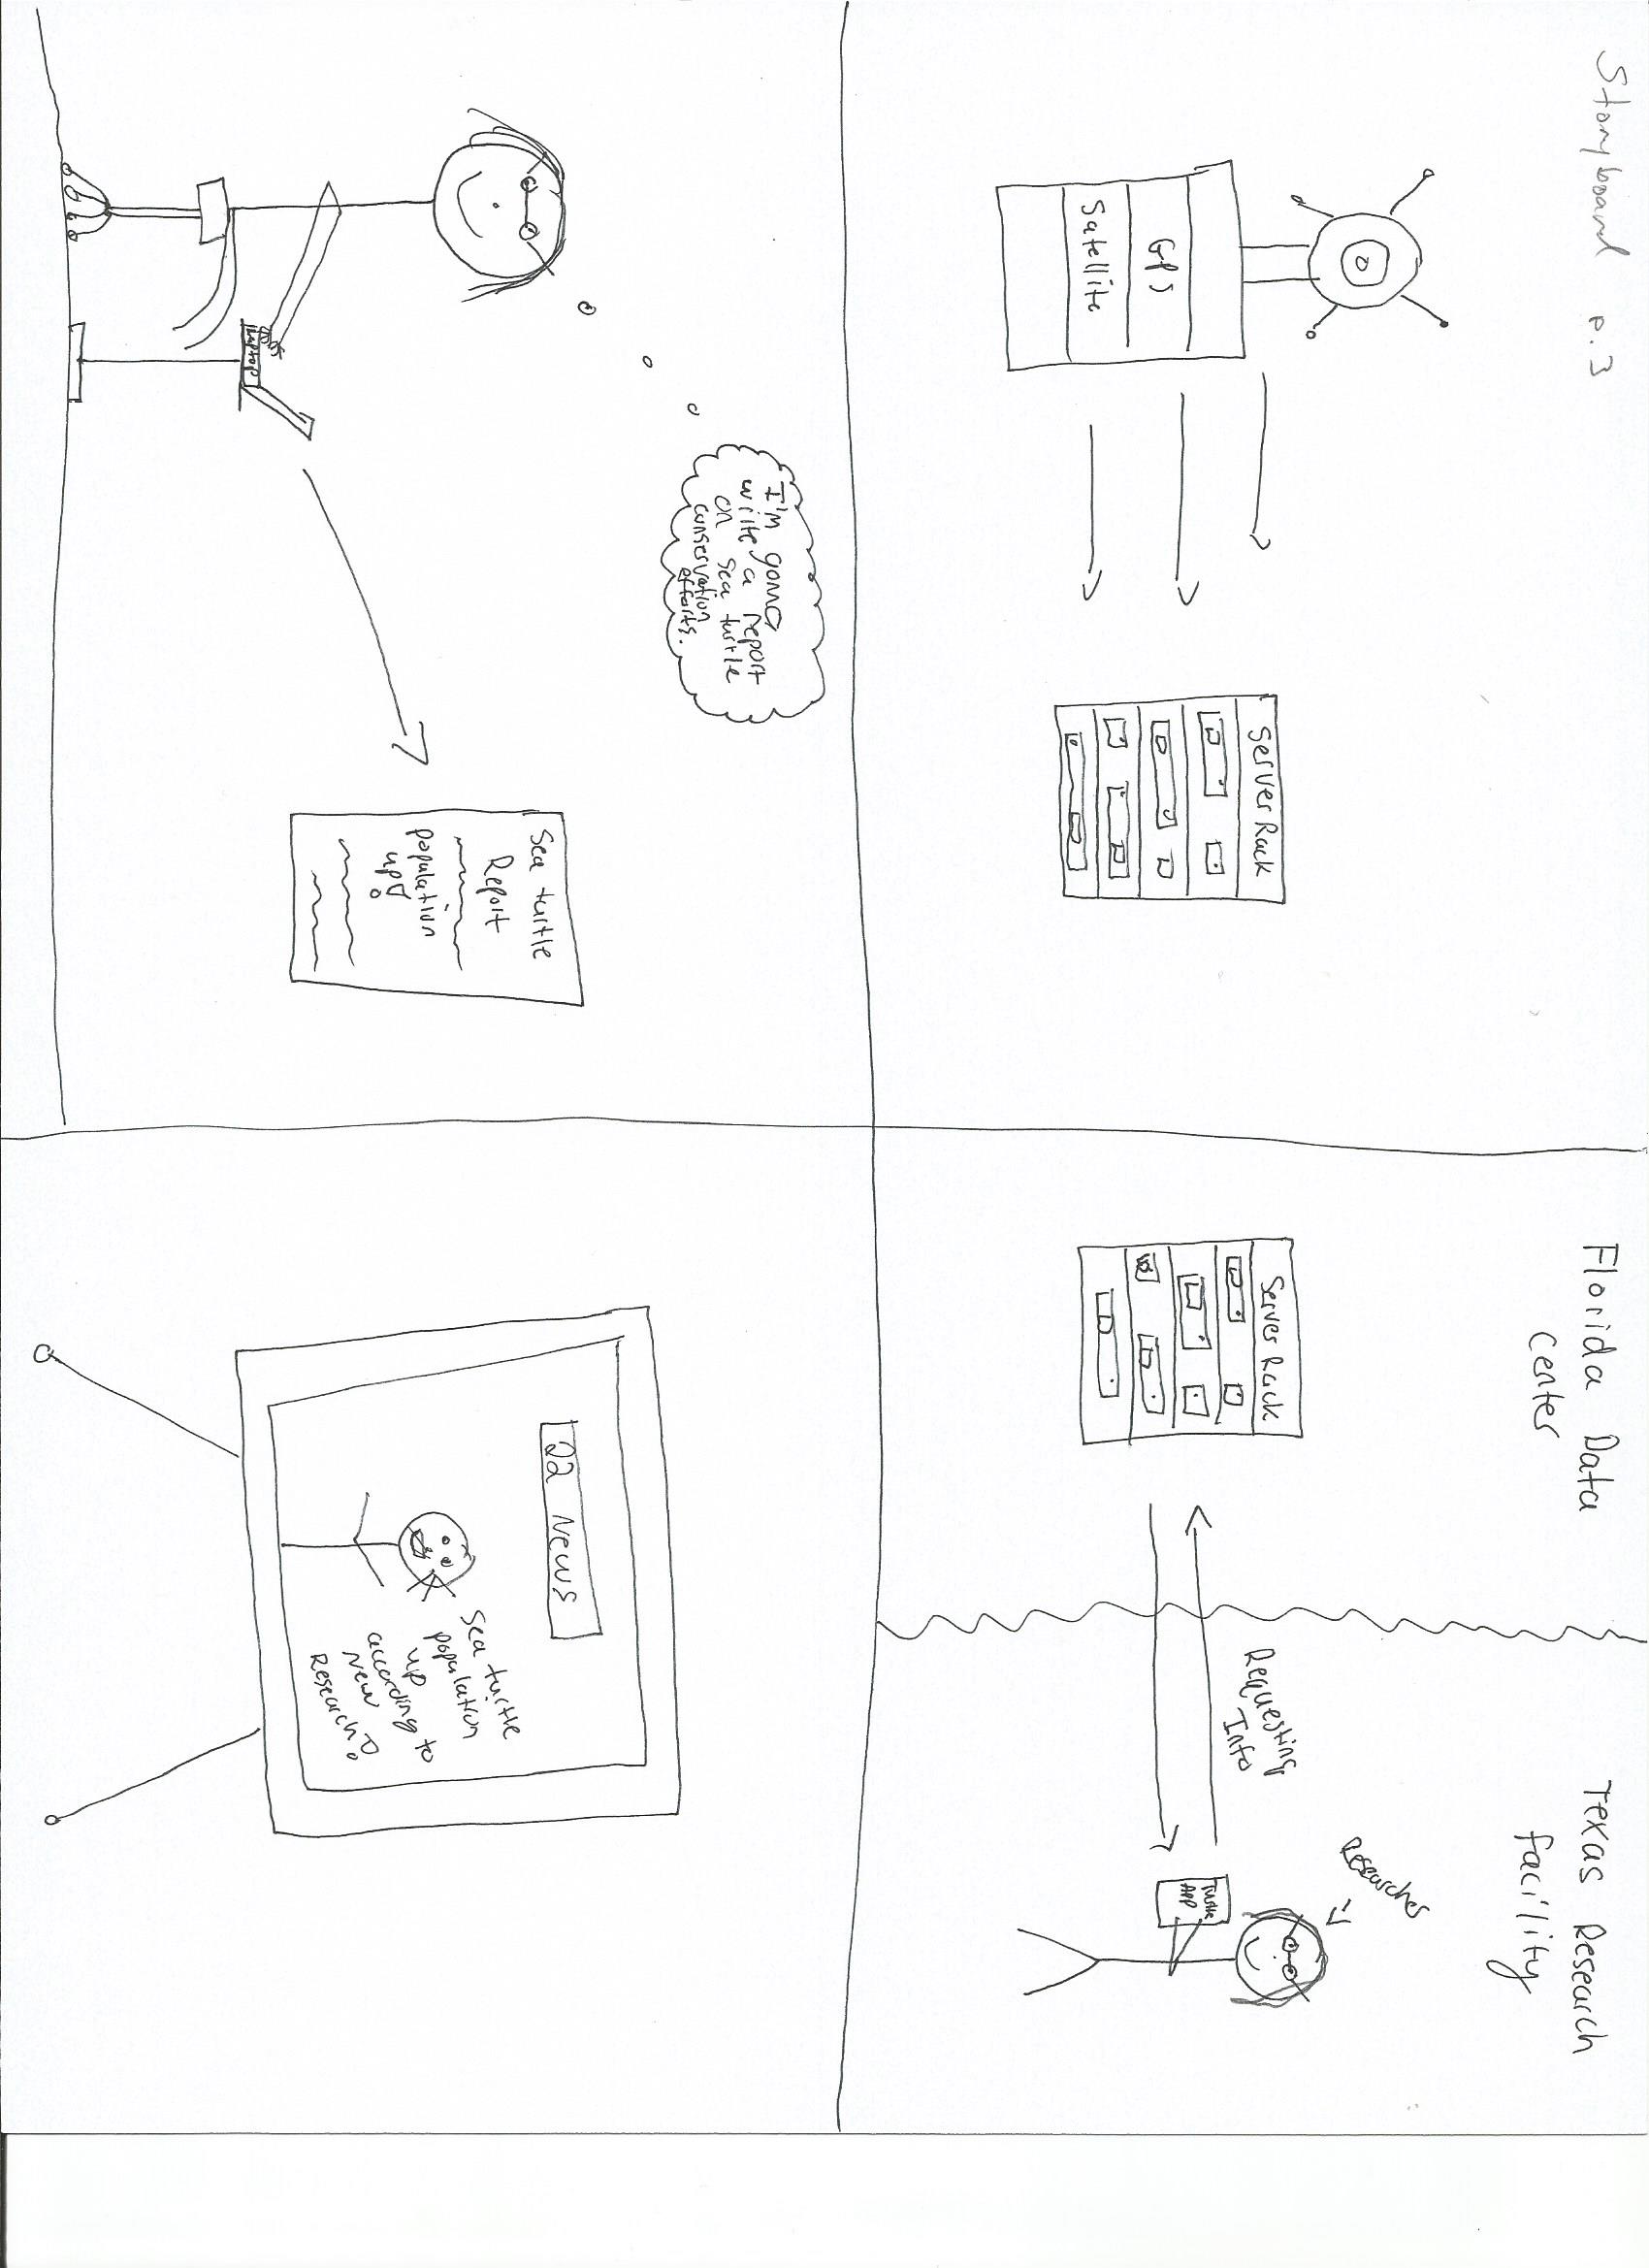 Storyboard p.3
GPS
Satellite
Server Rack
Florida Data
Center
Server Rack
Requesting
Info
Texas Research
facility
Researcher
Turtle
APP
I'm gonna
write a report
on sea turtle
conservation
efforts.
laptop
Sea turtle
Report
population
up!
22 News
Sea turtle
population
up
according to
New
Research!